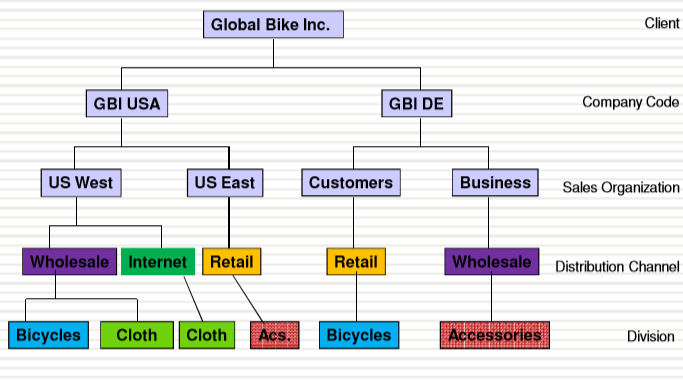 Global Bike Inc.
Client
GBI USA
GBI DE
Company Code
US West
US East
Customers
Business
Sales Organization
Wholesale
Internet
Retail
Retail
Wholesale
Distribution Channel
Bicycles
Cloth
Cloth
Acs.
Bicycles
Accessories
Division